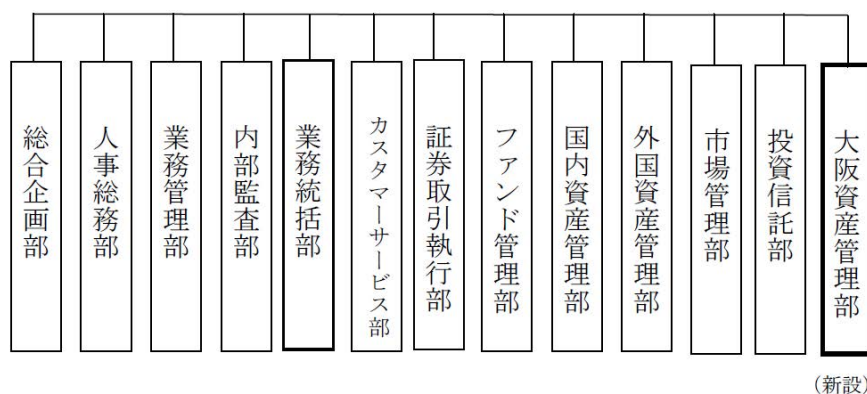 総合企画部
人事総務部
業務管理部
内部監査部
業務統括部
カスタマーサービス部
証券取引執行部
ファンド管理部
国内資産管理部
外国資産管理部
市場管理部
投資信託部
大阪資産管理部
(新設)